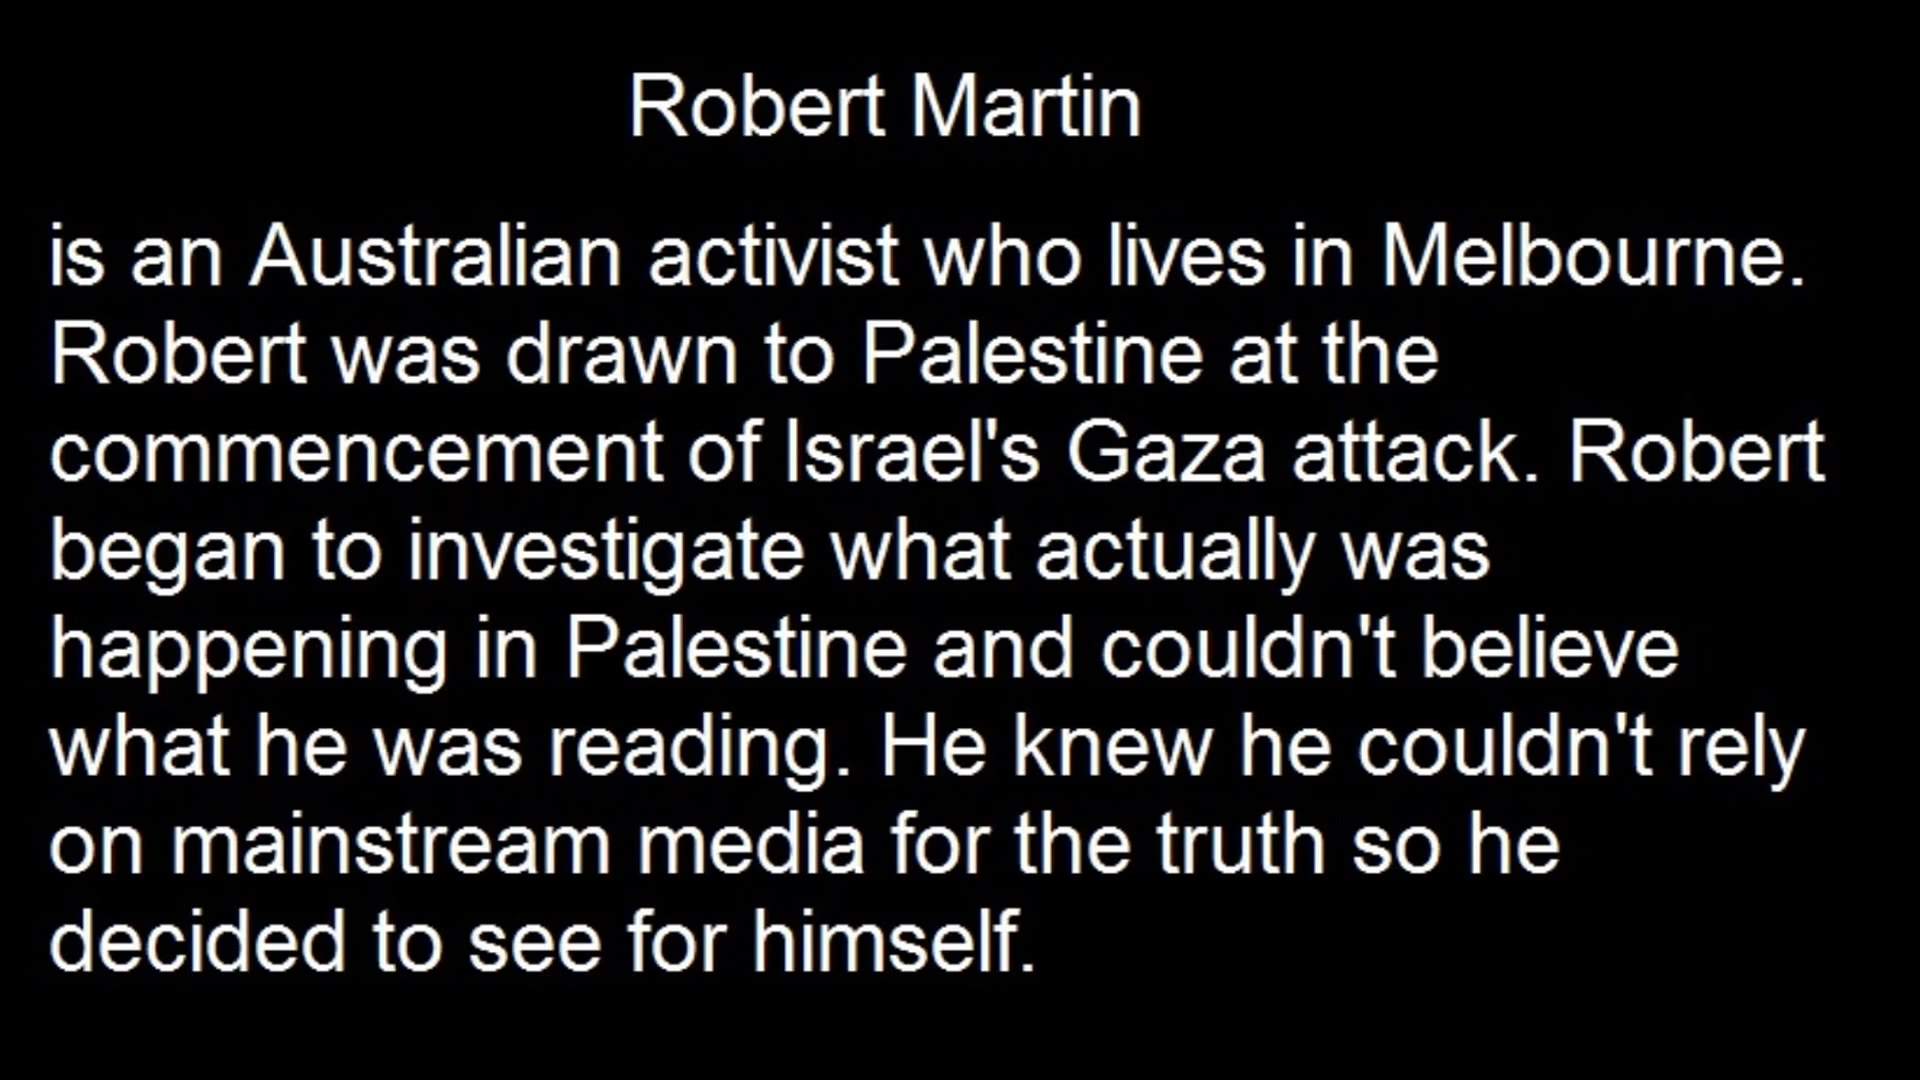 Robert Martin
is an Australian activist who lives in Melbourne.
Robert was drawn to Palestine at the
commencement of Israel's Gaza attack. Robert
began to investigate what actually was
happening in Palestine and couldn't believe
what he was reading. He knew he couldn't rely
on mainstream media for the truth so he
decided to see for himself.